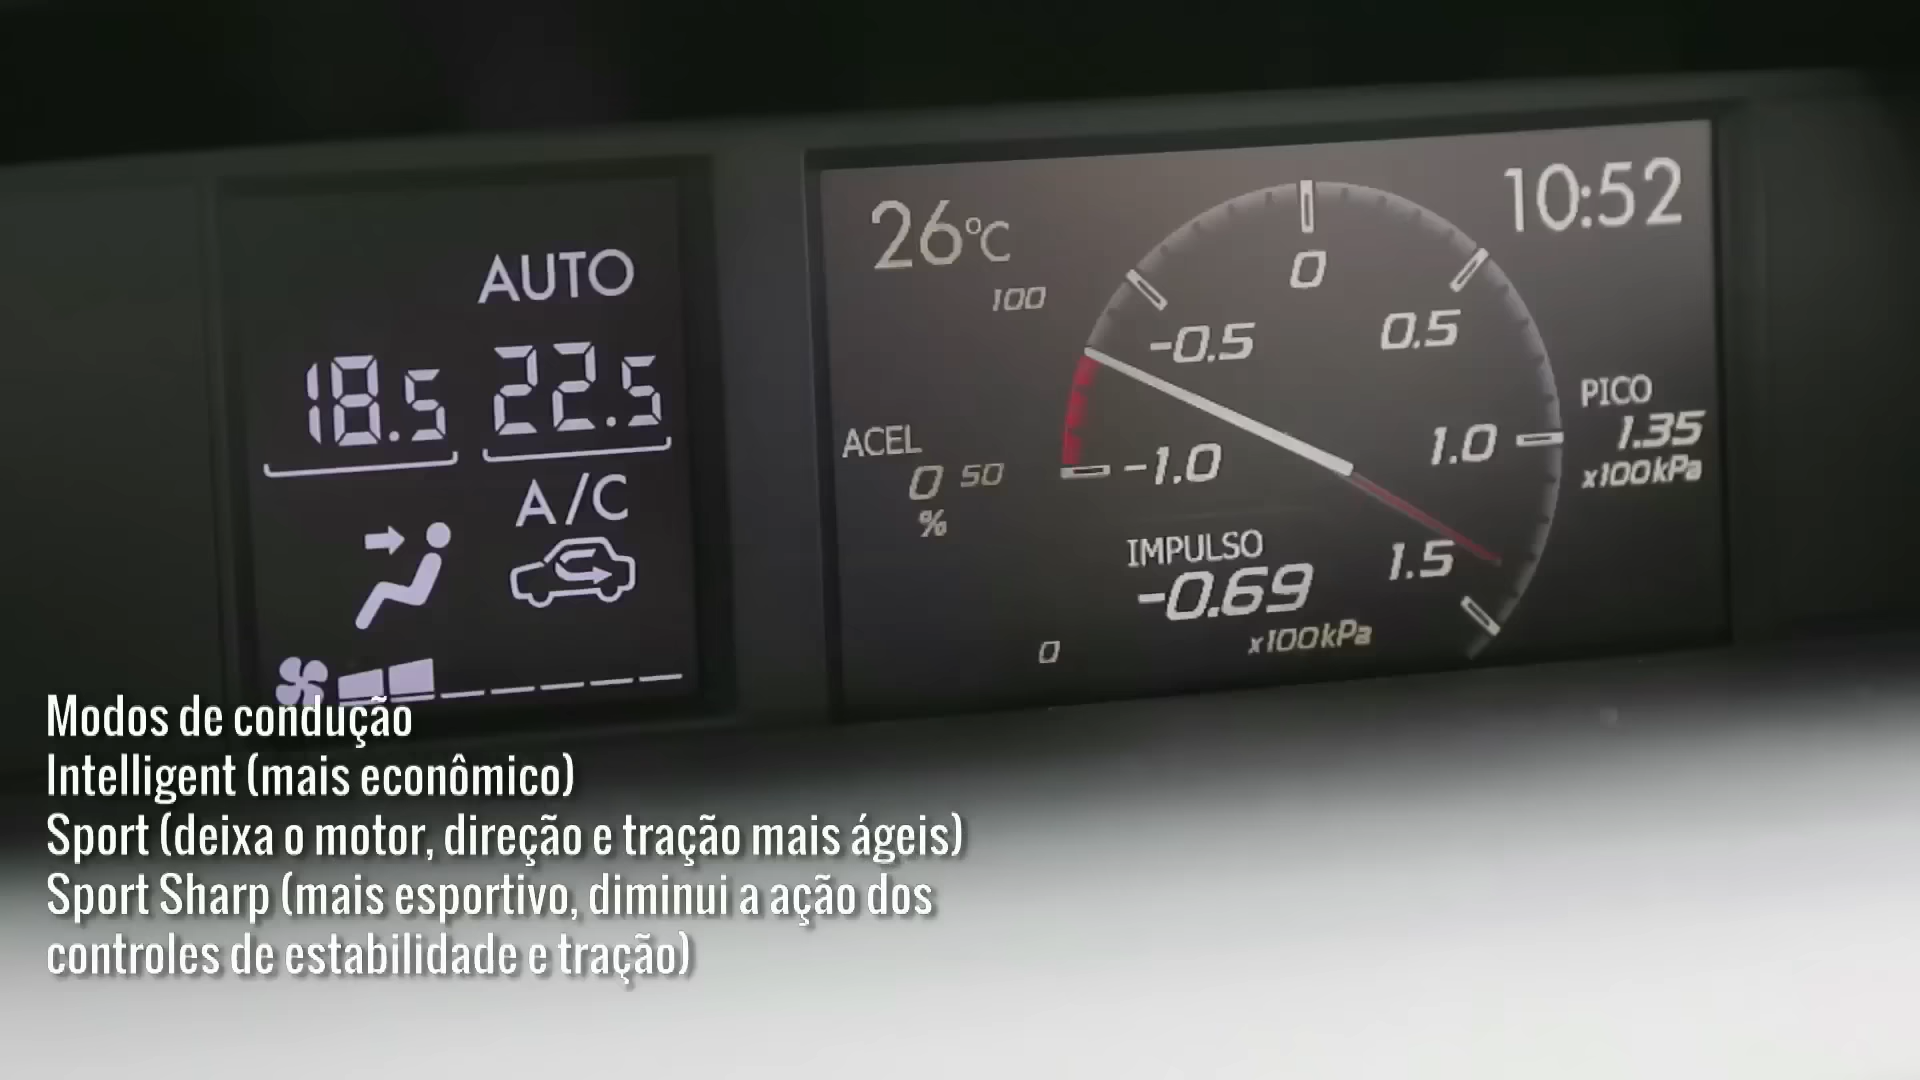 AUTO
18.5 22.5
A/C
26°C
10:52
100
0
-0.5
0.5
ACEL
0 50
%
-1.0
1.0
PICO
1.35
x100kPa
IMPULSO
-0.69
1.5
x100kPa
0
Modos de condução
Intelligent (mais econômico)
Sport (deixa o motor, direção e tração mais ágeis)
Sport Sharp (mais esportivo, diminui a ação dos
controles de estabilidade e tração)